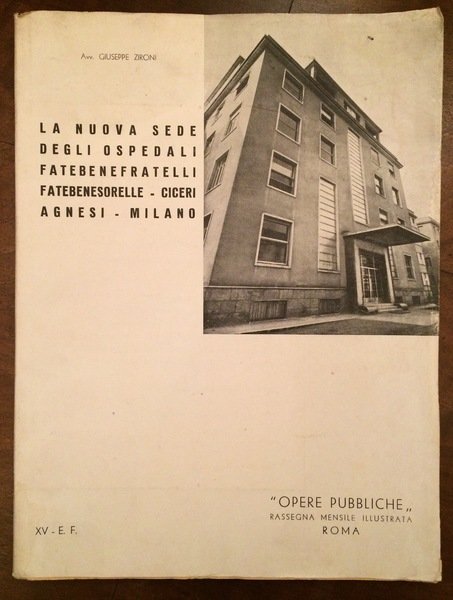 Avv. GIUSEPPE ZIRONI
LA NUOVA SEDE
DEGLI OSPEDALI
FATEBENEFRATELLI
FATEBENESORELLE - CICERI
AGNESI - MILANO
"OPERE PUBBLICHE„
RASSEGNA MENSILE ILLUSTRATA
ROMA
XV - E. F.